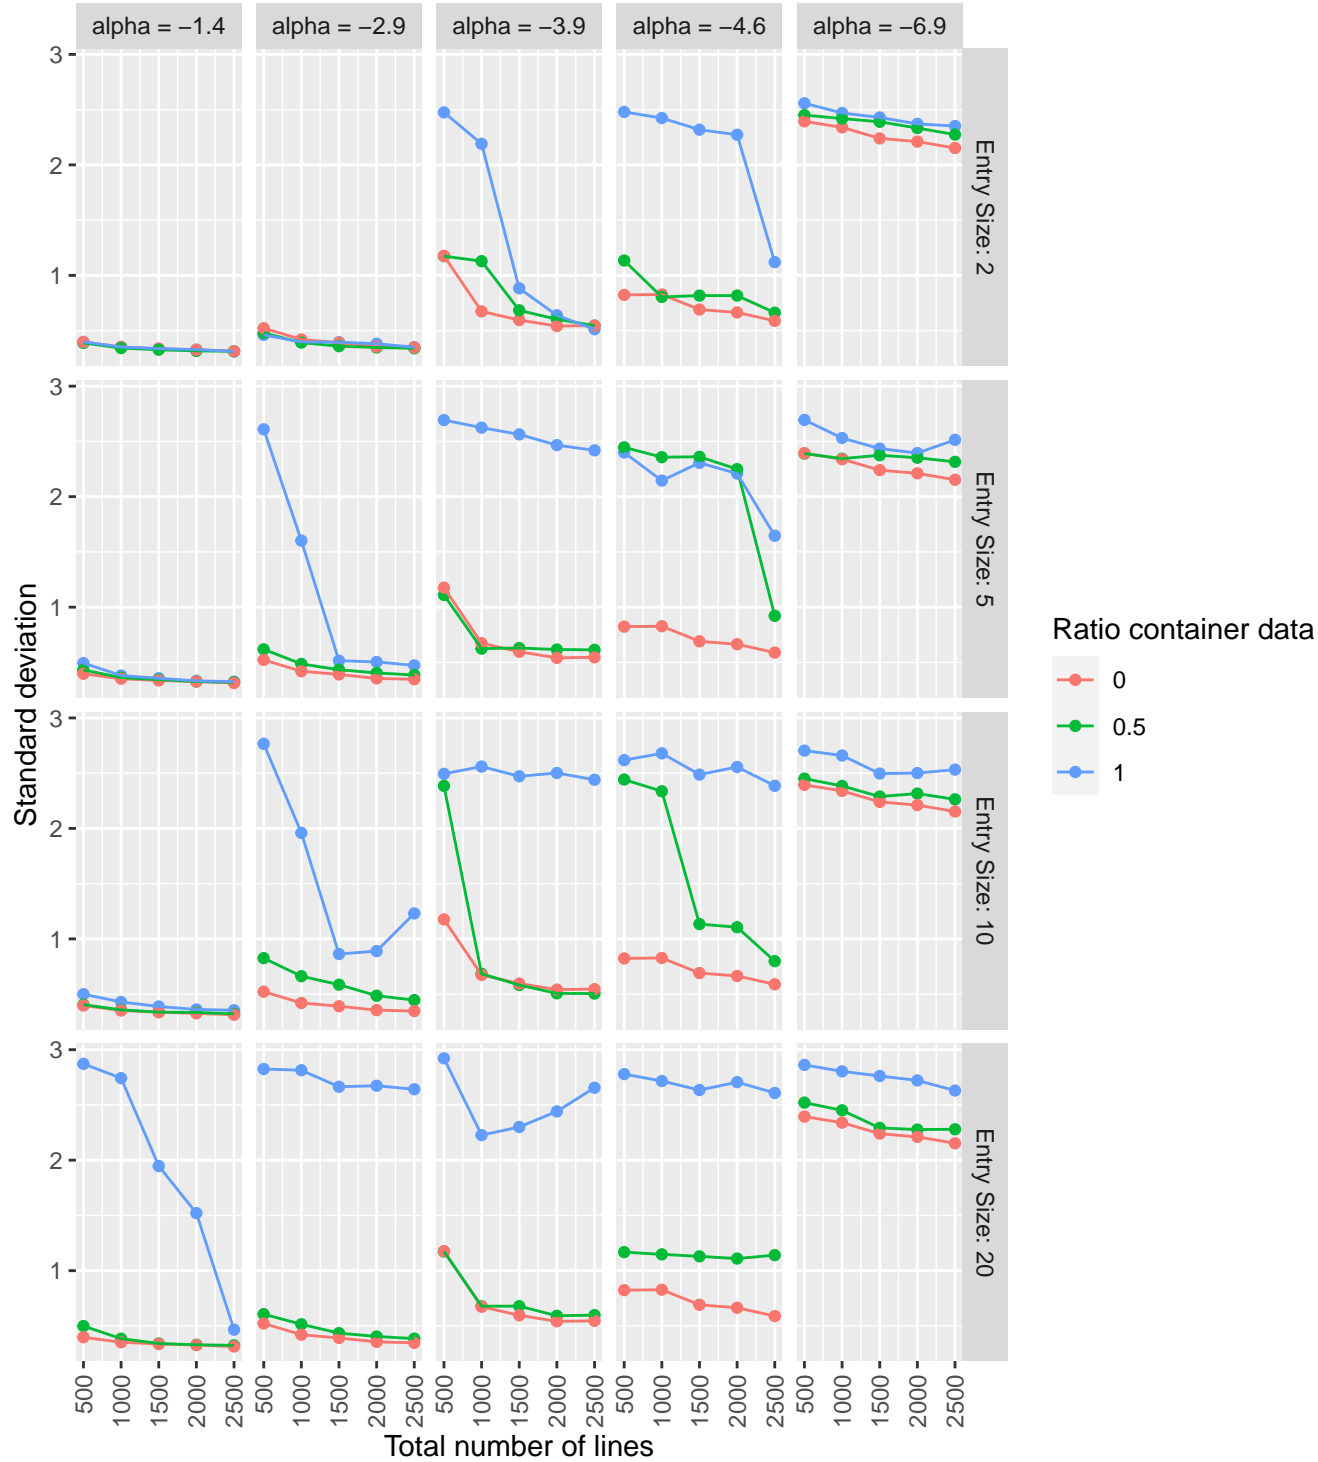 alpha = −1.4
alpha = −2.9
alpha = −3.9
alpha = −4.6
alpha = −6.9
3
2
1
Entry Size: 2
3
2
1
Entry Size: 5
3
2
1
Entry Size: 10
3
2
1
Entry Size: 20
Standard deviation
500 1000 1500 2000 2500
500 1000 1500 2000 2500
500 1000 1500 2000 2500
500 1000 1500 2000 2500
500 1000 1500 2000 2500
Total number of lines
Ratio container data
0
0.5
1